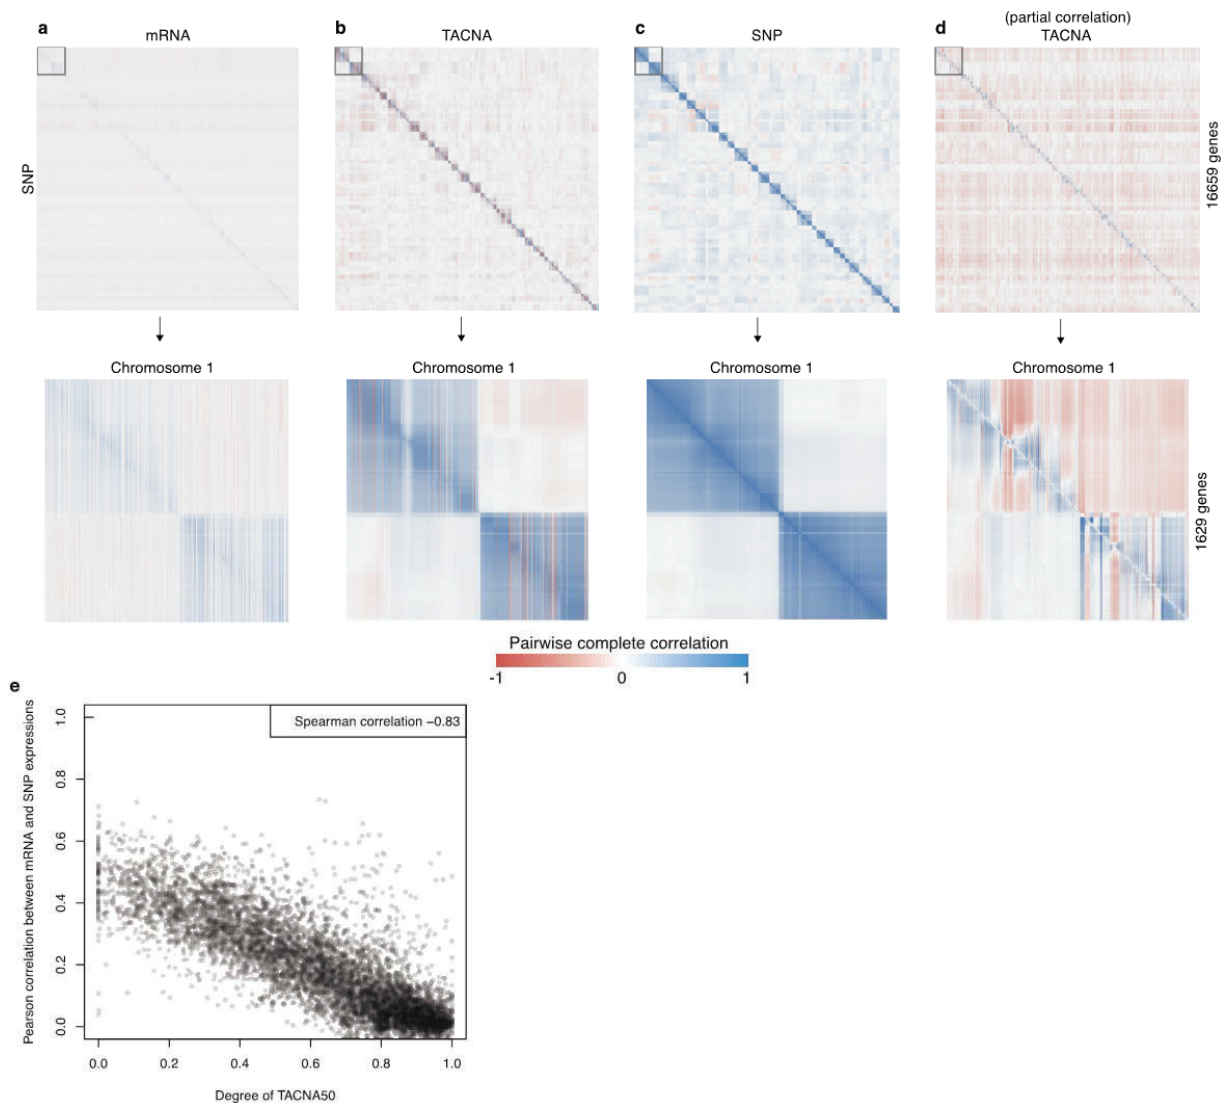 a
mRNA
b
TACNA
c
SNP
(partial correlation)
d
TACNA
SNP
16659 genes
Chromosome 1
Chromosome 1
Chromosome 1
Chromosome 1
1629 genes
Pairwise complete correlation
-1
0
1
e
Pearson correlation between mRNA and SNP expressions
1.0
0.8
0.6
0.4
0.2
0.0
Spearman correlation −0.83
0.0
0.2
0.4
0.6
0.8
1.0
Degree of TACNA50